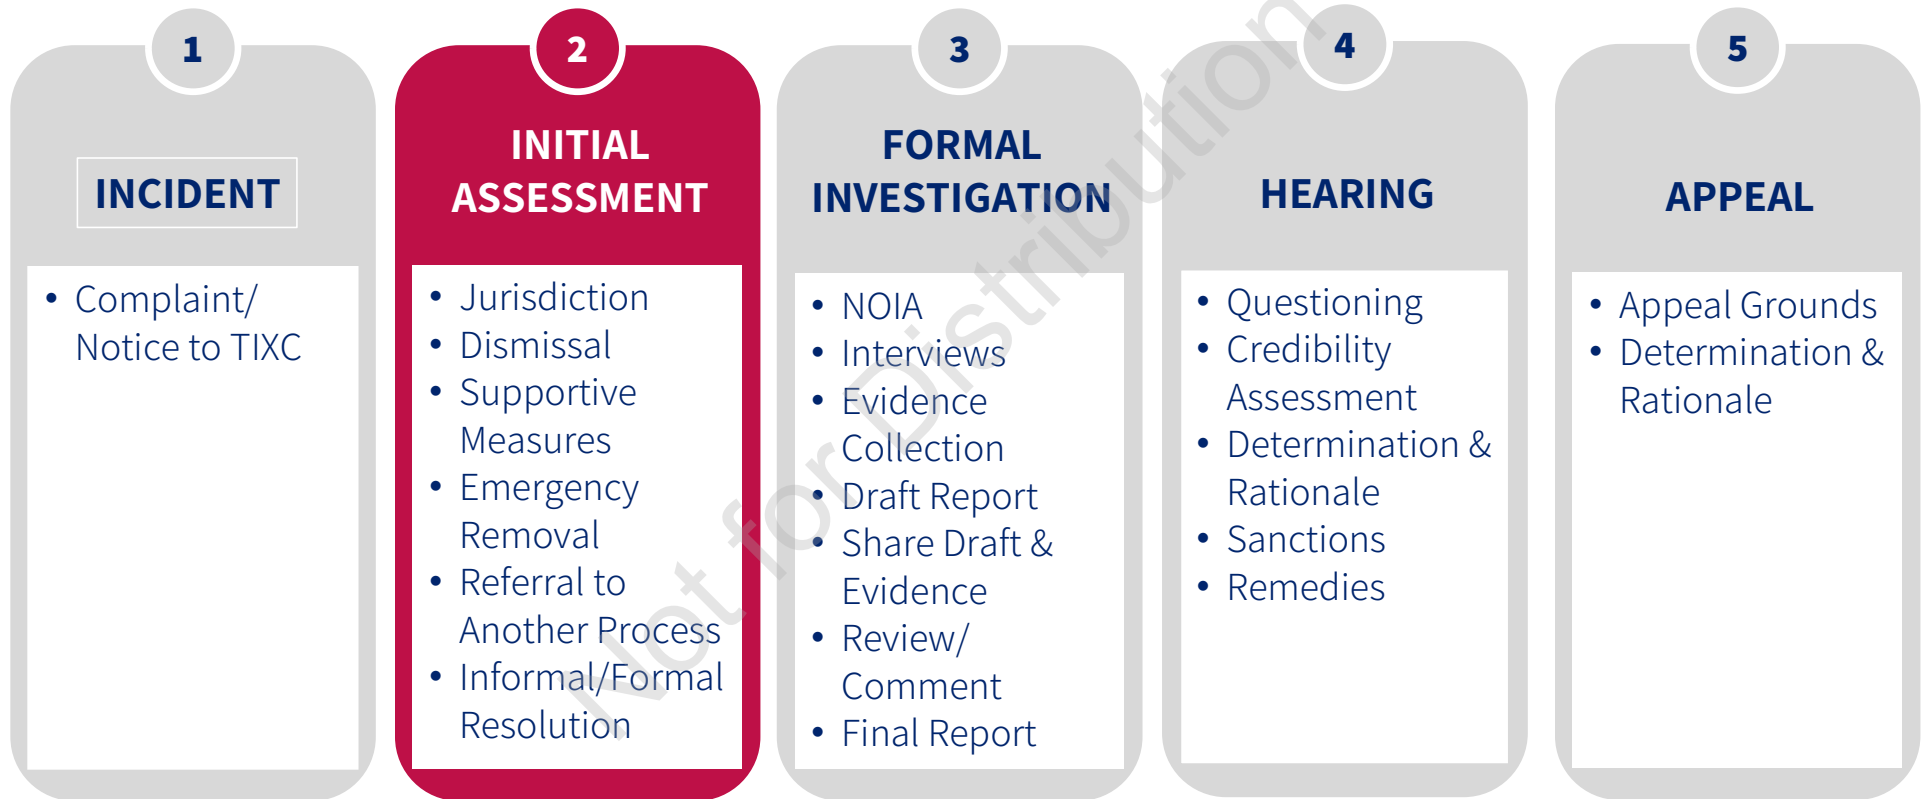 1
INCIDENT
• Complaint/
Notice to TIXC
2
INITIAL
ASSESSMENT
• Jurisdiction
• Dismissal
• Supportive
Measures
• Emergency
Removal
• Referral to
Another Process
• Informal/Formal
Resolution
3
FORMAL
INVESTIGATION
• NOIA
• Interviews
• Evidence
Collection
• Draft Report
• Share Draft &
Evidence
• Review/
Comment
• Final Report
4
HEARING
• Questioning
• Credibility
Assessment
• Determination &
Rationale
• Sanctions
• Remedies
5
APPEAL
• Appeal Grounds
• Determination &
Rationale
Not for Distribution